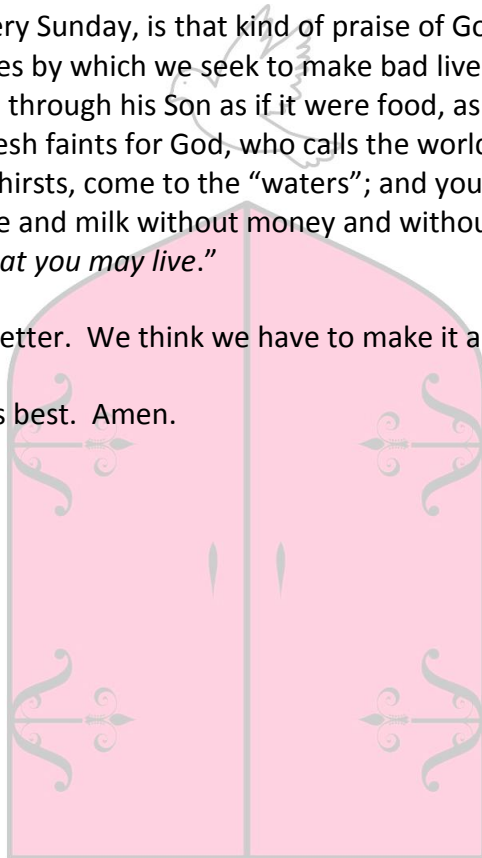 ery Sunday, is that kind of praise of Go
es by which we seek to make bad live
through his Son as if it were food, as
esh faints for God, who calls the world
hirsts, come to the “waters”; and you
e and milk without money and withou
at you may live.”
etter.  We think we have to make it a
s best.  Amen.